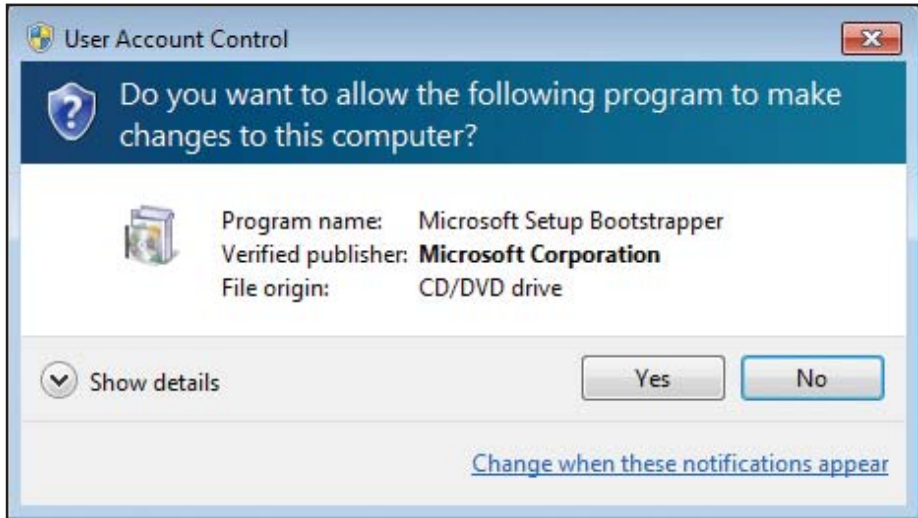 User Account Control
Do you want to allow the following program to make
changes to this computer?
Program name: Microsoft Setup Bootstrapper
Verified publisher: Microsoft Corporation
File origin: CD/DVD drive
Show details
Yes
No
Change when these notifications appear